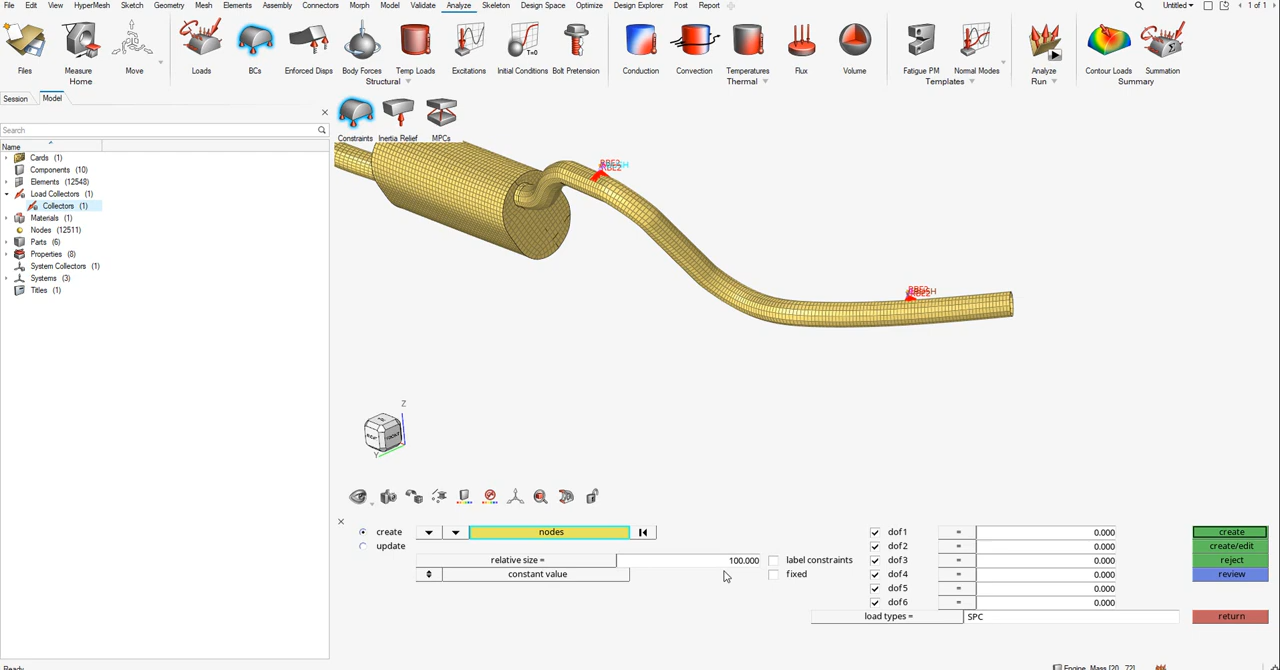 File Edit View HyperMesh Sketch Geometry Mesh Elements Assembly Connectors Morph Model Validate Analyze Skeleton Design Space Optimize Design Explorer Post Report Untitled 1 of 1
Files Measure Move Loads BCs Enforced Disps Body Forces Temp Loads Excitations Initial Conditions Bolt Pretension Conduction Convection Temperatures Flux Volume Fatigue PM Normal Modes Analyze Contour Loads Summation
Home Structural Thermal Templates Run Summary
Session Model
Constraints Inertia Relief MPCs
Search
Name
Cards (1)
Components (10)
Elements (12548)
Load Collectors (1)
Collectors (1)
Materials (1)
Nodes (12511)
Parts (6)
Properties (8)
System Collectors (1)
Systems (3)
Titles (1)
RBE2
RBE2
RBE2
Z
Y
create nodes dof1 = 0.000 create
update dof2 = 0.000 create/edit
relative size = 100.000 label constraints dof3 = 0.000 reject
constant value fixed dof4 = 0.000 review
dof5 = 0.000
dof6 = 0.000
load types = SPC return
Ready
Engine_Mass [20, 72]